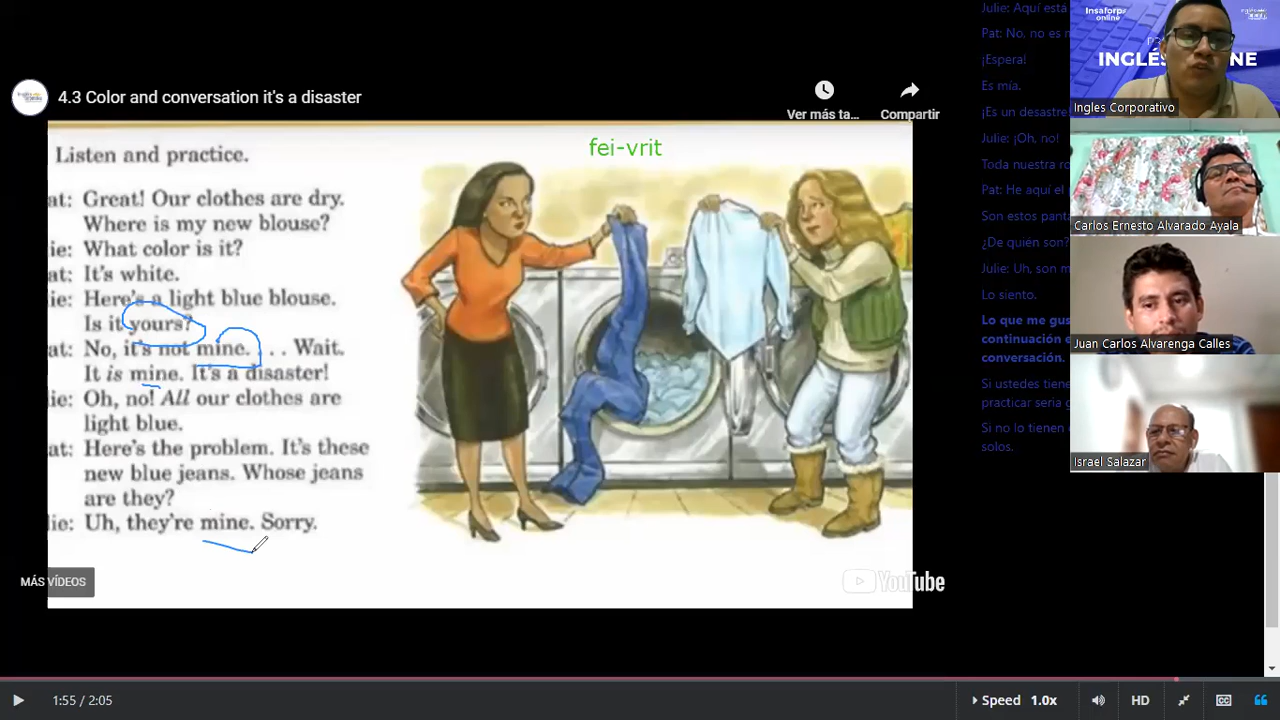 4.3 Color and conversation it's a disaster
Ver más ta...
Compartir
fei-vrit
Listen and practice.
at: Great! Our clothes are dry.
Where is my new blouse?
ie: What color is it?
at: It's white.
ie: Here's a light blue blouse.
Is it yours?
at: No, it's not mine. . . . Wait.
It is mine. It's a disaster!
ie: Oh, no! All our clothes are
light blue.
at: Here's the problem. It's these
new blue jeans. Whose jeans
are they?
ie: Uh, they're mine. Sorry.
MÁS VÍDEOS
YouTube
Julie: Aquí está
Pat: No, no es m
¡Espera!
Es mía.
¡Es un desastre
Julie: ¡Oh, no!
Toda nuestra ro
Pat: He aquí el p
Son estos panta
¿De quién son?
Julie: Uh, son m
Lo siento.
Lo que me gus
continuación e
conversación.
Si ustedes tiene
practicar seria g
Si no lo tienen c
solos.
Insaforp
online
INGLÉS
NE
Ingles Corporativo
Carlos Ernesto Alvarado Ayala
Juan Carlos Alvarenga Calles
Israel Salazar
1:55 / 2:05
Speed 1.0x
HD
CC